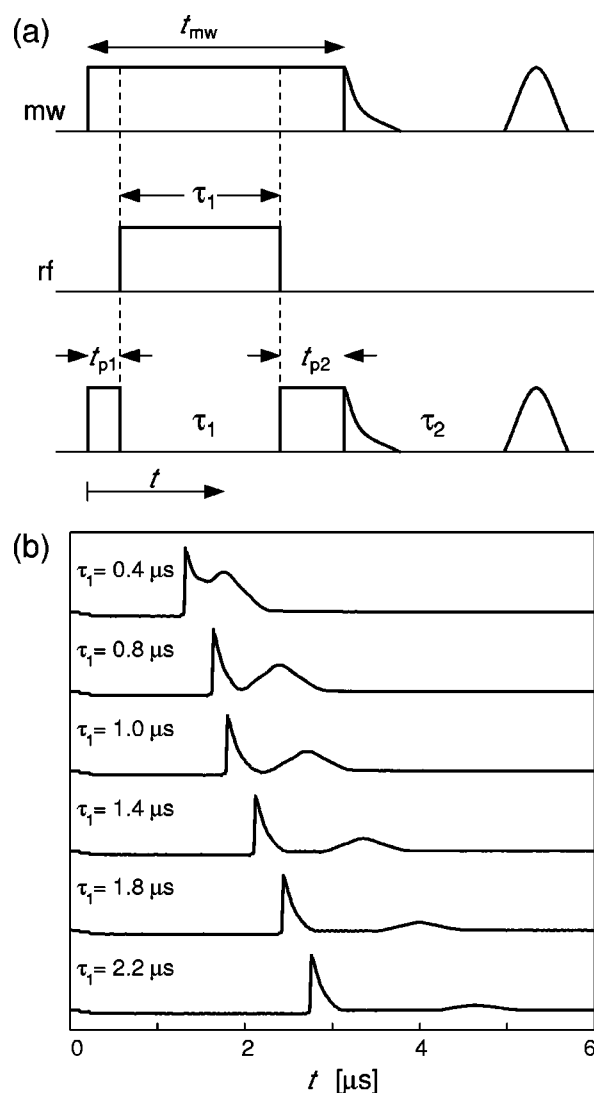 (a)
t_mw
mw
τ₁
rf
t_p1 t_p2
τ₁ τ₂
t
(b)
τ₁= 0.4 μs
τ₁= 0.8 μs
τ₁= 1.0 μs
τ₁= 1.4 μs
τ₁= 1.8 μs
τ₁= 2.2 μs
0 2 4 6
t [μs]